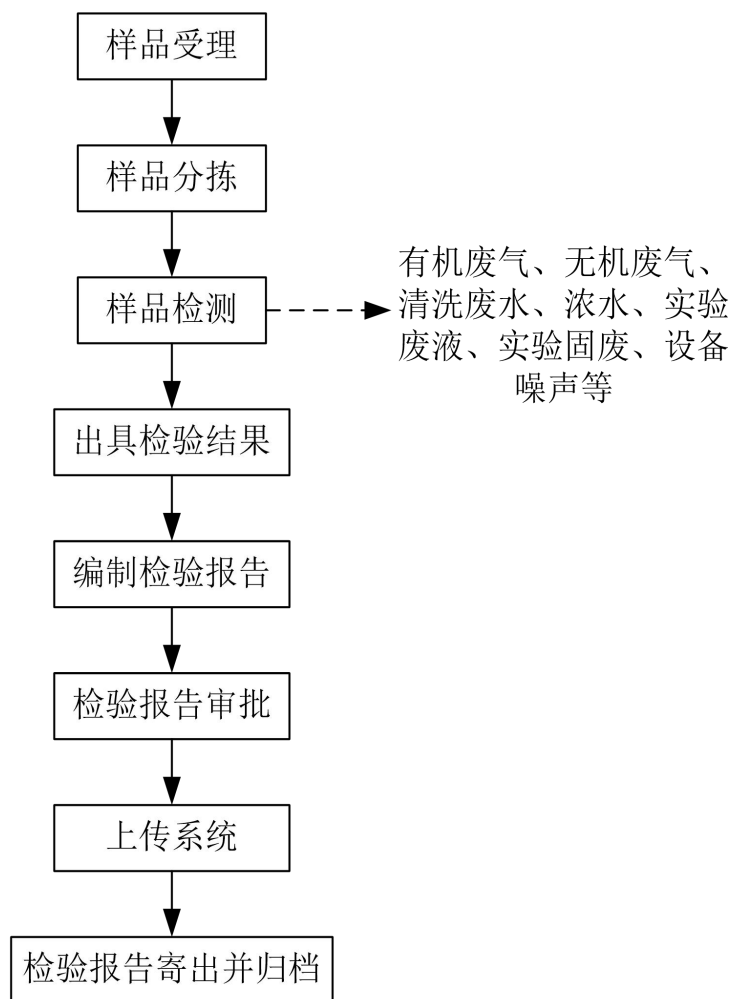 样品受理
样品分拣
样品检测
有机废气、无机废气、
清洗废水、浓水、实验
废液、实验固废、设备
噪声等
出具检验结果
编制检验报告
检验报告审批
上传系统
检验报告寄出并归档